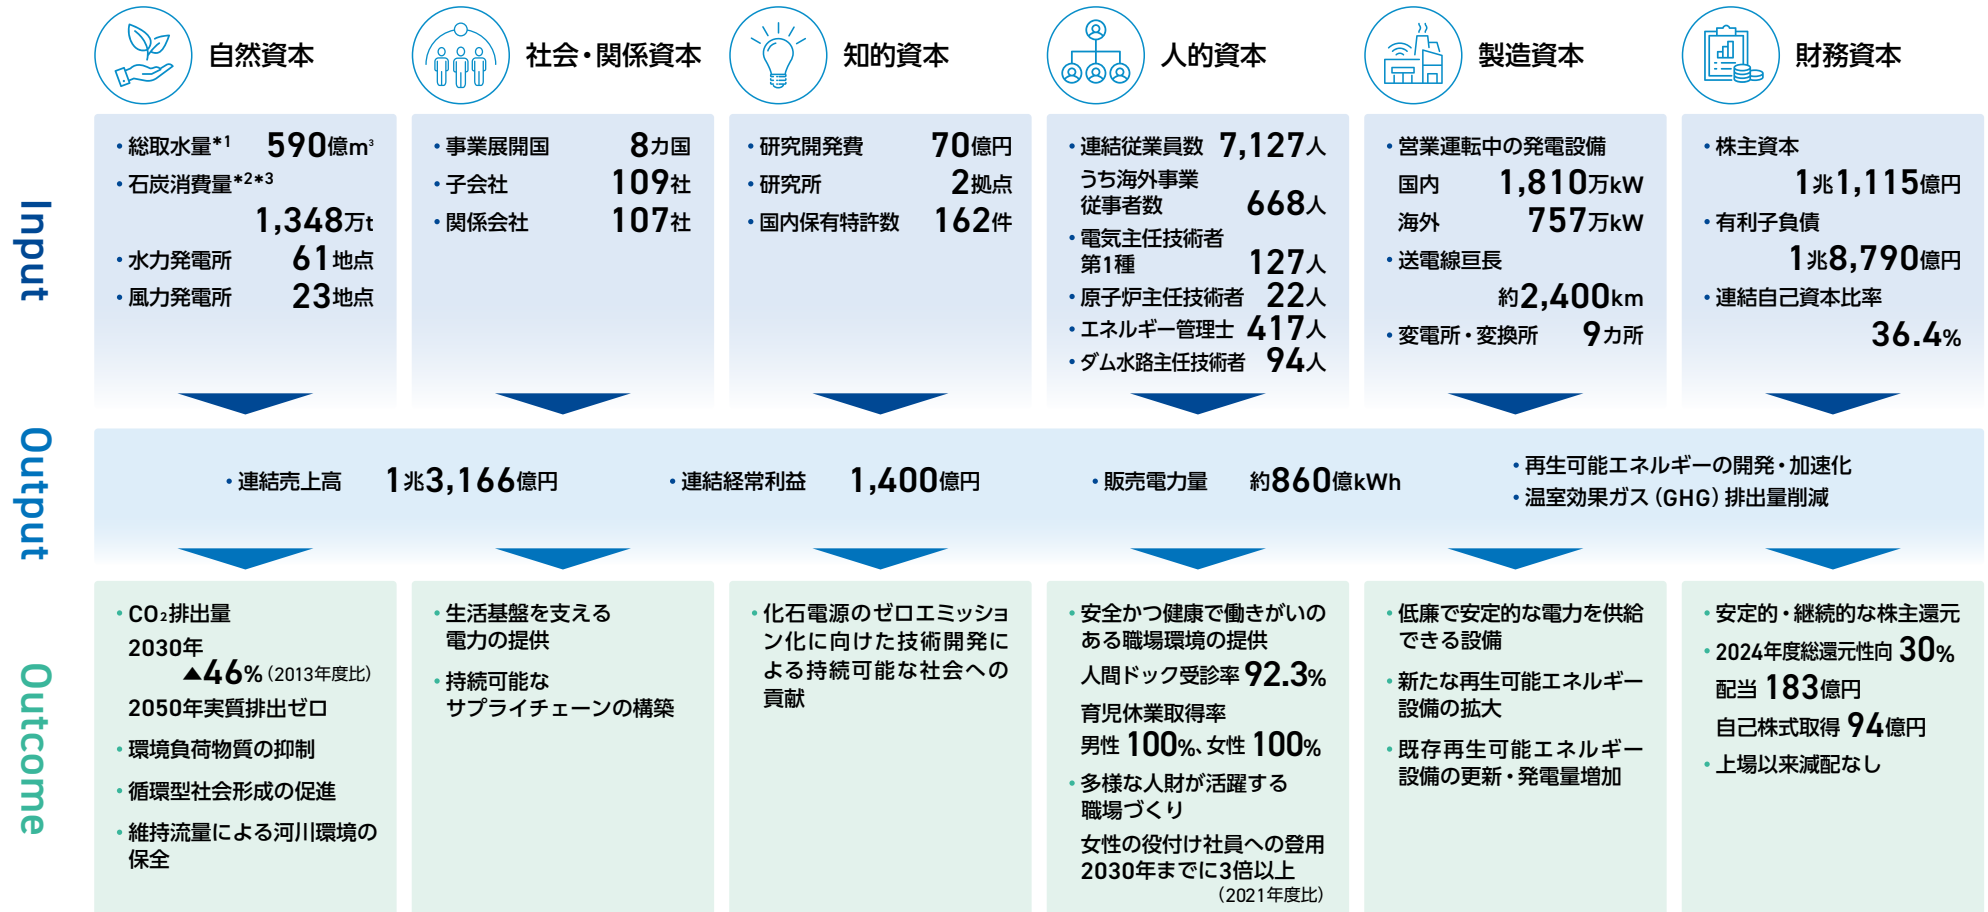 自然資本
社会・関係資本
知的資本
人的資本
製造資本
財務資本
Input
・総取水量*1 590億m³
・石炭消費量*2*3
1,348万t
・水力発電所 61地点
・風力発電所 23地点
・事業展開国 8カ国
・子会社 109社
・関係会社 107社
・研究開発費 70億円
・研究所 2拠点
・国内保有特許数 162件
・連結従業員数 7,127人
うち海外事業
従事者数 668人
・電気主任技術者
第1種 127人
・原子炉主任技術者 22人
・エネルギー管理士 417人
・ダム水路主任技術者 94人
・営業運転中の発電設備
国内 1,810万kW
海外 757万kW
・送電線亘長
約2,400km
・変電所・変換所 9カ所
・株主資本
1兆1,115億円
・有利子負債
1兆8,790億円
・連結自己資本比率
36.4%
Output
・連結売上高 1兆3,166億円
・連結経常利益 1,400億円
・販売電力量 約860億kWh
・再生可能エネルギーの開発・加速化
・温室効果ガス（GHG）排出量削減
Outcome
・CO₂排出量
2030年
▲46%（2013年度比）
2050年実質排出ゼロ
・環境負荷物質の抑制
・循環型社会形成の促進
・維持流量による河川環境の
保全
・生活基盤を支える
電力の提供
・持続可能な
サプライチェーンの構築
・化石電源のゼロエミッショ
ン化に向けた技術開発に
よる持続可能な社会への
貢献
・安全かつ健康で働きがいの
ある職場環境の提供
人間ドック受診率 92.3%
育児休業取得率
男性 100%、女性 100%
・多様な人財が活躍する
職場づくり
女性の役付け社員への登用
2030年までに3倍以上
（2021年度比）
・低廉で安定的な電力を供給
できる設備
・新たな再生可能エネルギー
設備の拡大
・既存再生可能エネルギー
設備の更新・発電量増加
・安定的・継続的な株主還元
・2024年度総還元性向 30%
配当 183億円
自己株式取得 94億円
・上場以来減配なし